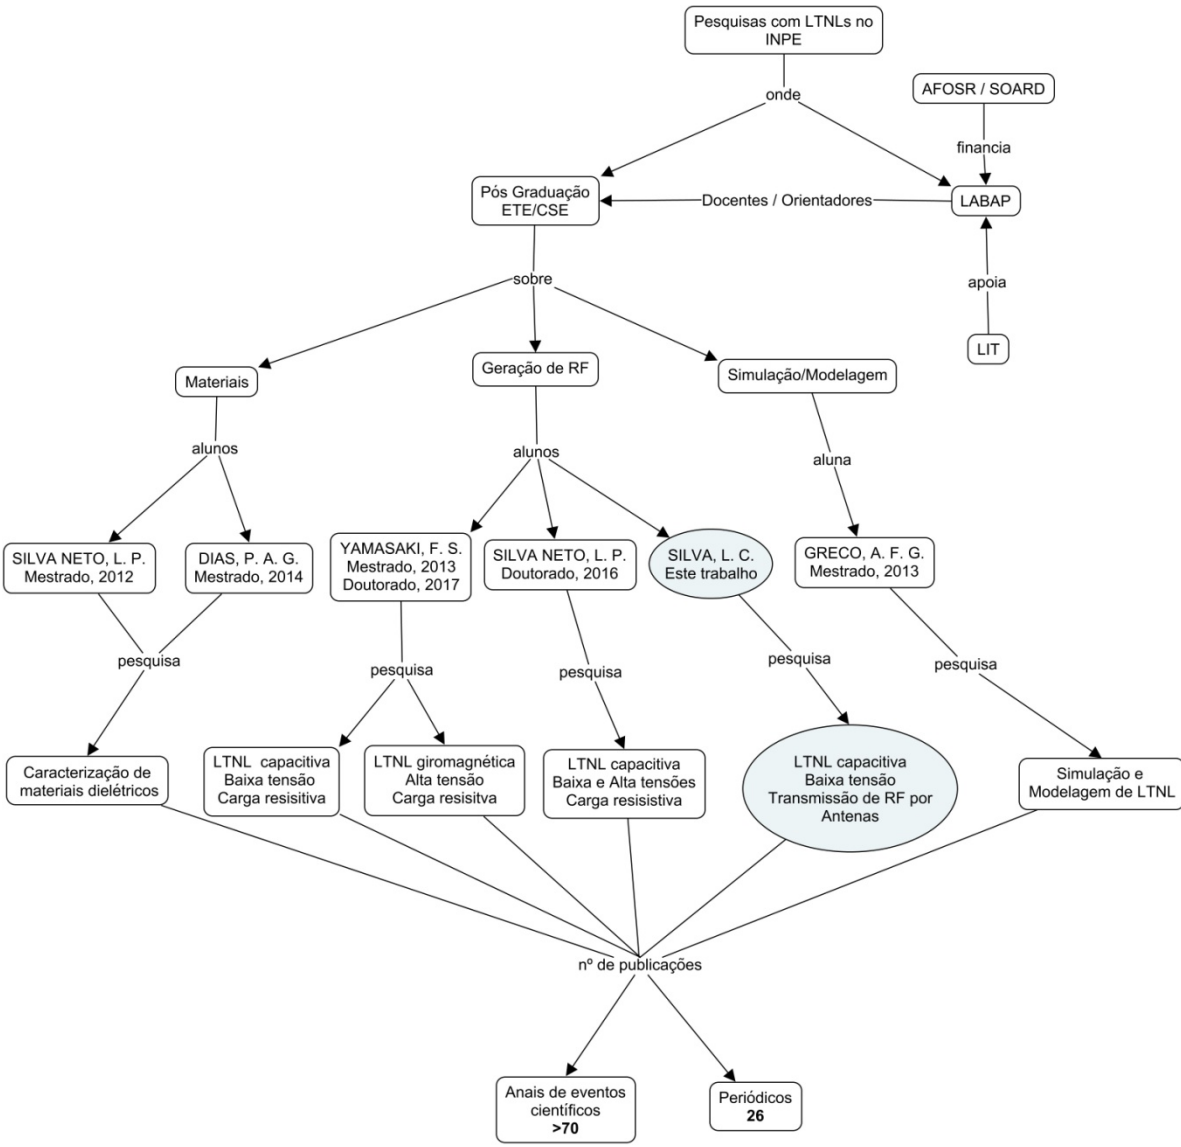 Pesquisas com LTNLs no
INPE
onde
AFOSR / SOARD
financia
Pós Graduação
ETE/CSE
Docentes / Orientadores
LABAP
apoia
LIT
sobre
Materiais
Geração de RF
Simulação/Modelagem
alunos
alunos
aluna
SILVA NETO, L. P.
Mestrado, 2012
DIAS, P. A. G.
Mestrado, 2014
YAMASAKI, F. S.
Mestrado, 2013
Doutorado, 2017
SILVA NETO, L. P.
Doutorado, 2016
SILVA, L. C.
Este trabalho
GRECO, A. F. G.
Mestrado, 2013
pesquisa
pesquisa
pesquisa
pesquisa
pesquisa
Caracterização de
materiais dielétricos
LTNL capacitiva
Baixa tensão
Carga resisitiva
LTNL giromagnética
Alta tensão
Carga resisitva
LTNL capacitiva
Baixa e Alta tensões
Carga resisistiva
LTNL capacitiva
Baixa tensão
Transmissão de RF por
Antenas
Simulação e
Modelagem de LTNL
nº de publicações
Anais de eventos
científicos
>70
Periódicos
26